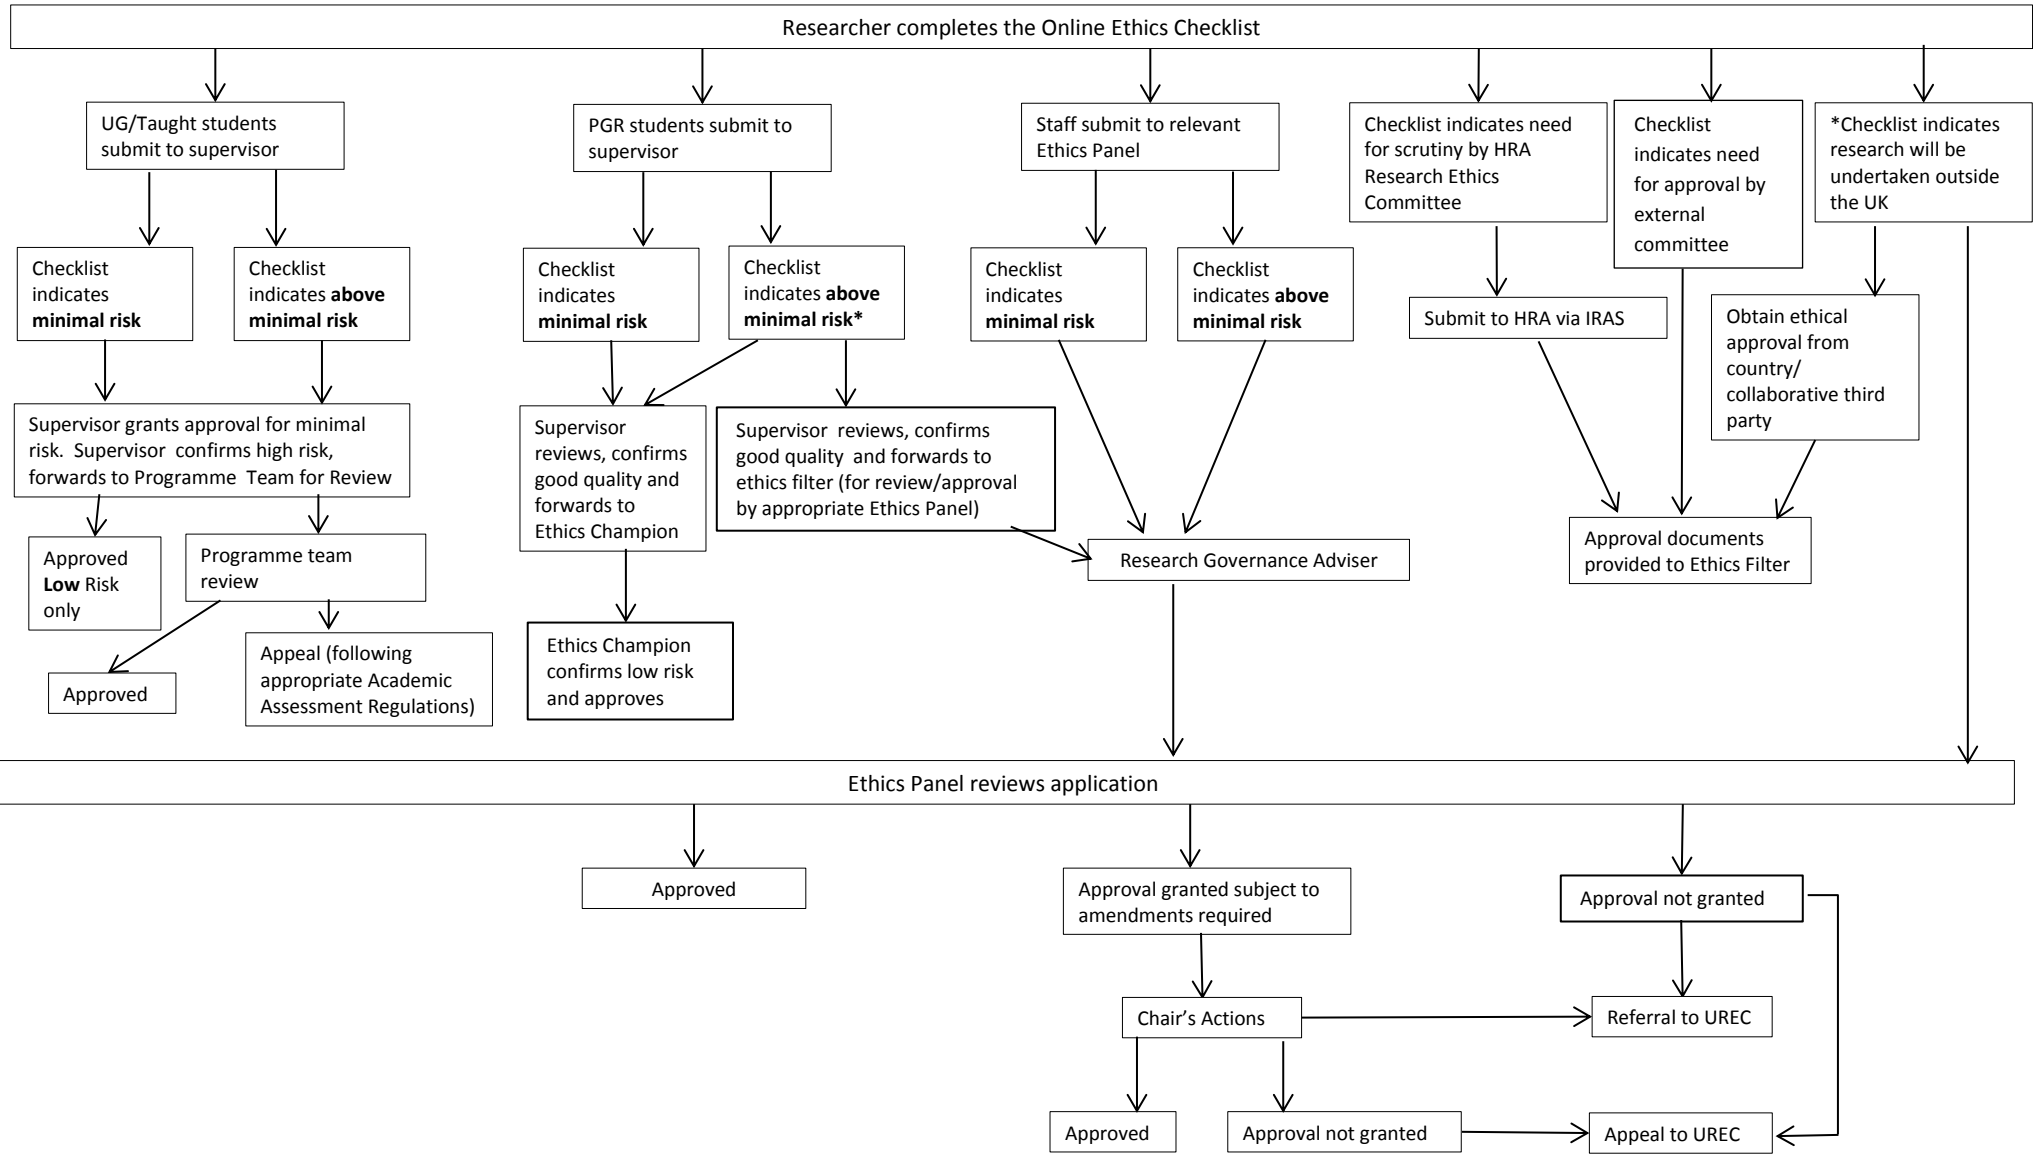 Researcher completes the Online Ethics Checklist
UG/Taught students
submit to supervisor
PGR students submit to
supervisor
Staff submit to relevant
Ethics Panel
Checklist indicates need
for scrutiny by HRA
Research Ethics
Committee
Checklist
indicates need
for approval by
external
committee
*Checklist indicates
research will be
undertaken outside
the UK
Checklist
indicates
minimal risk
Checklist
indicates above
minimal risk
Checklist
indicates
minimal risk
Checklist
indicates above
minimal risk*
Checklist
indicates
minimal risk
Checklist
indicates above
minimal risk
Submit to HRA via IRAS
Obtain ethical
approval from
country/
collaborative third
party
Supervisor grants approval for minimal
risk. Supervisor confirms high risk,
forwards to Programme Team for Review
Supervisor
reviews, confirms
good quality and
forwards to
Ethics Champion
Supervisor reviews, confirms
good quality and forwards to
ethics filter (for review/approval
by appropriate Ethics Panel)
Approved
Low Risk
only
Programme team
review
Research Governance Adviser
Approval documents
provided to Ethics Filter
Approved
Appeal (following
appropriate Academic
Assessment Regulations)
Ethics Champion
confirms low risk
and approves
Ethics Panel reviews application
Approved
Approval granted subject to
amendments required
Approval not granted
Chair’s Actions
Referral to UREC
Approved
Approval not granted
Appeal to UREC